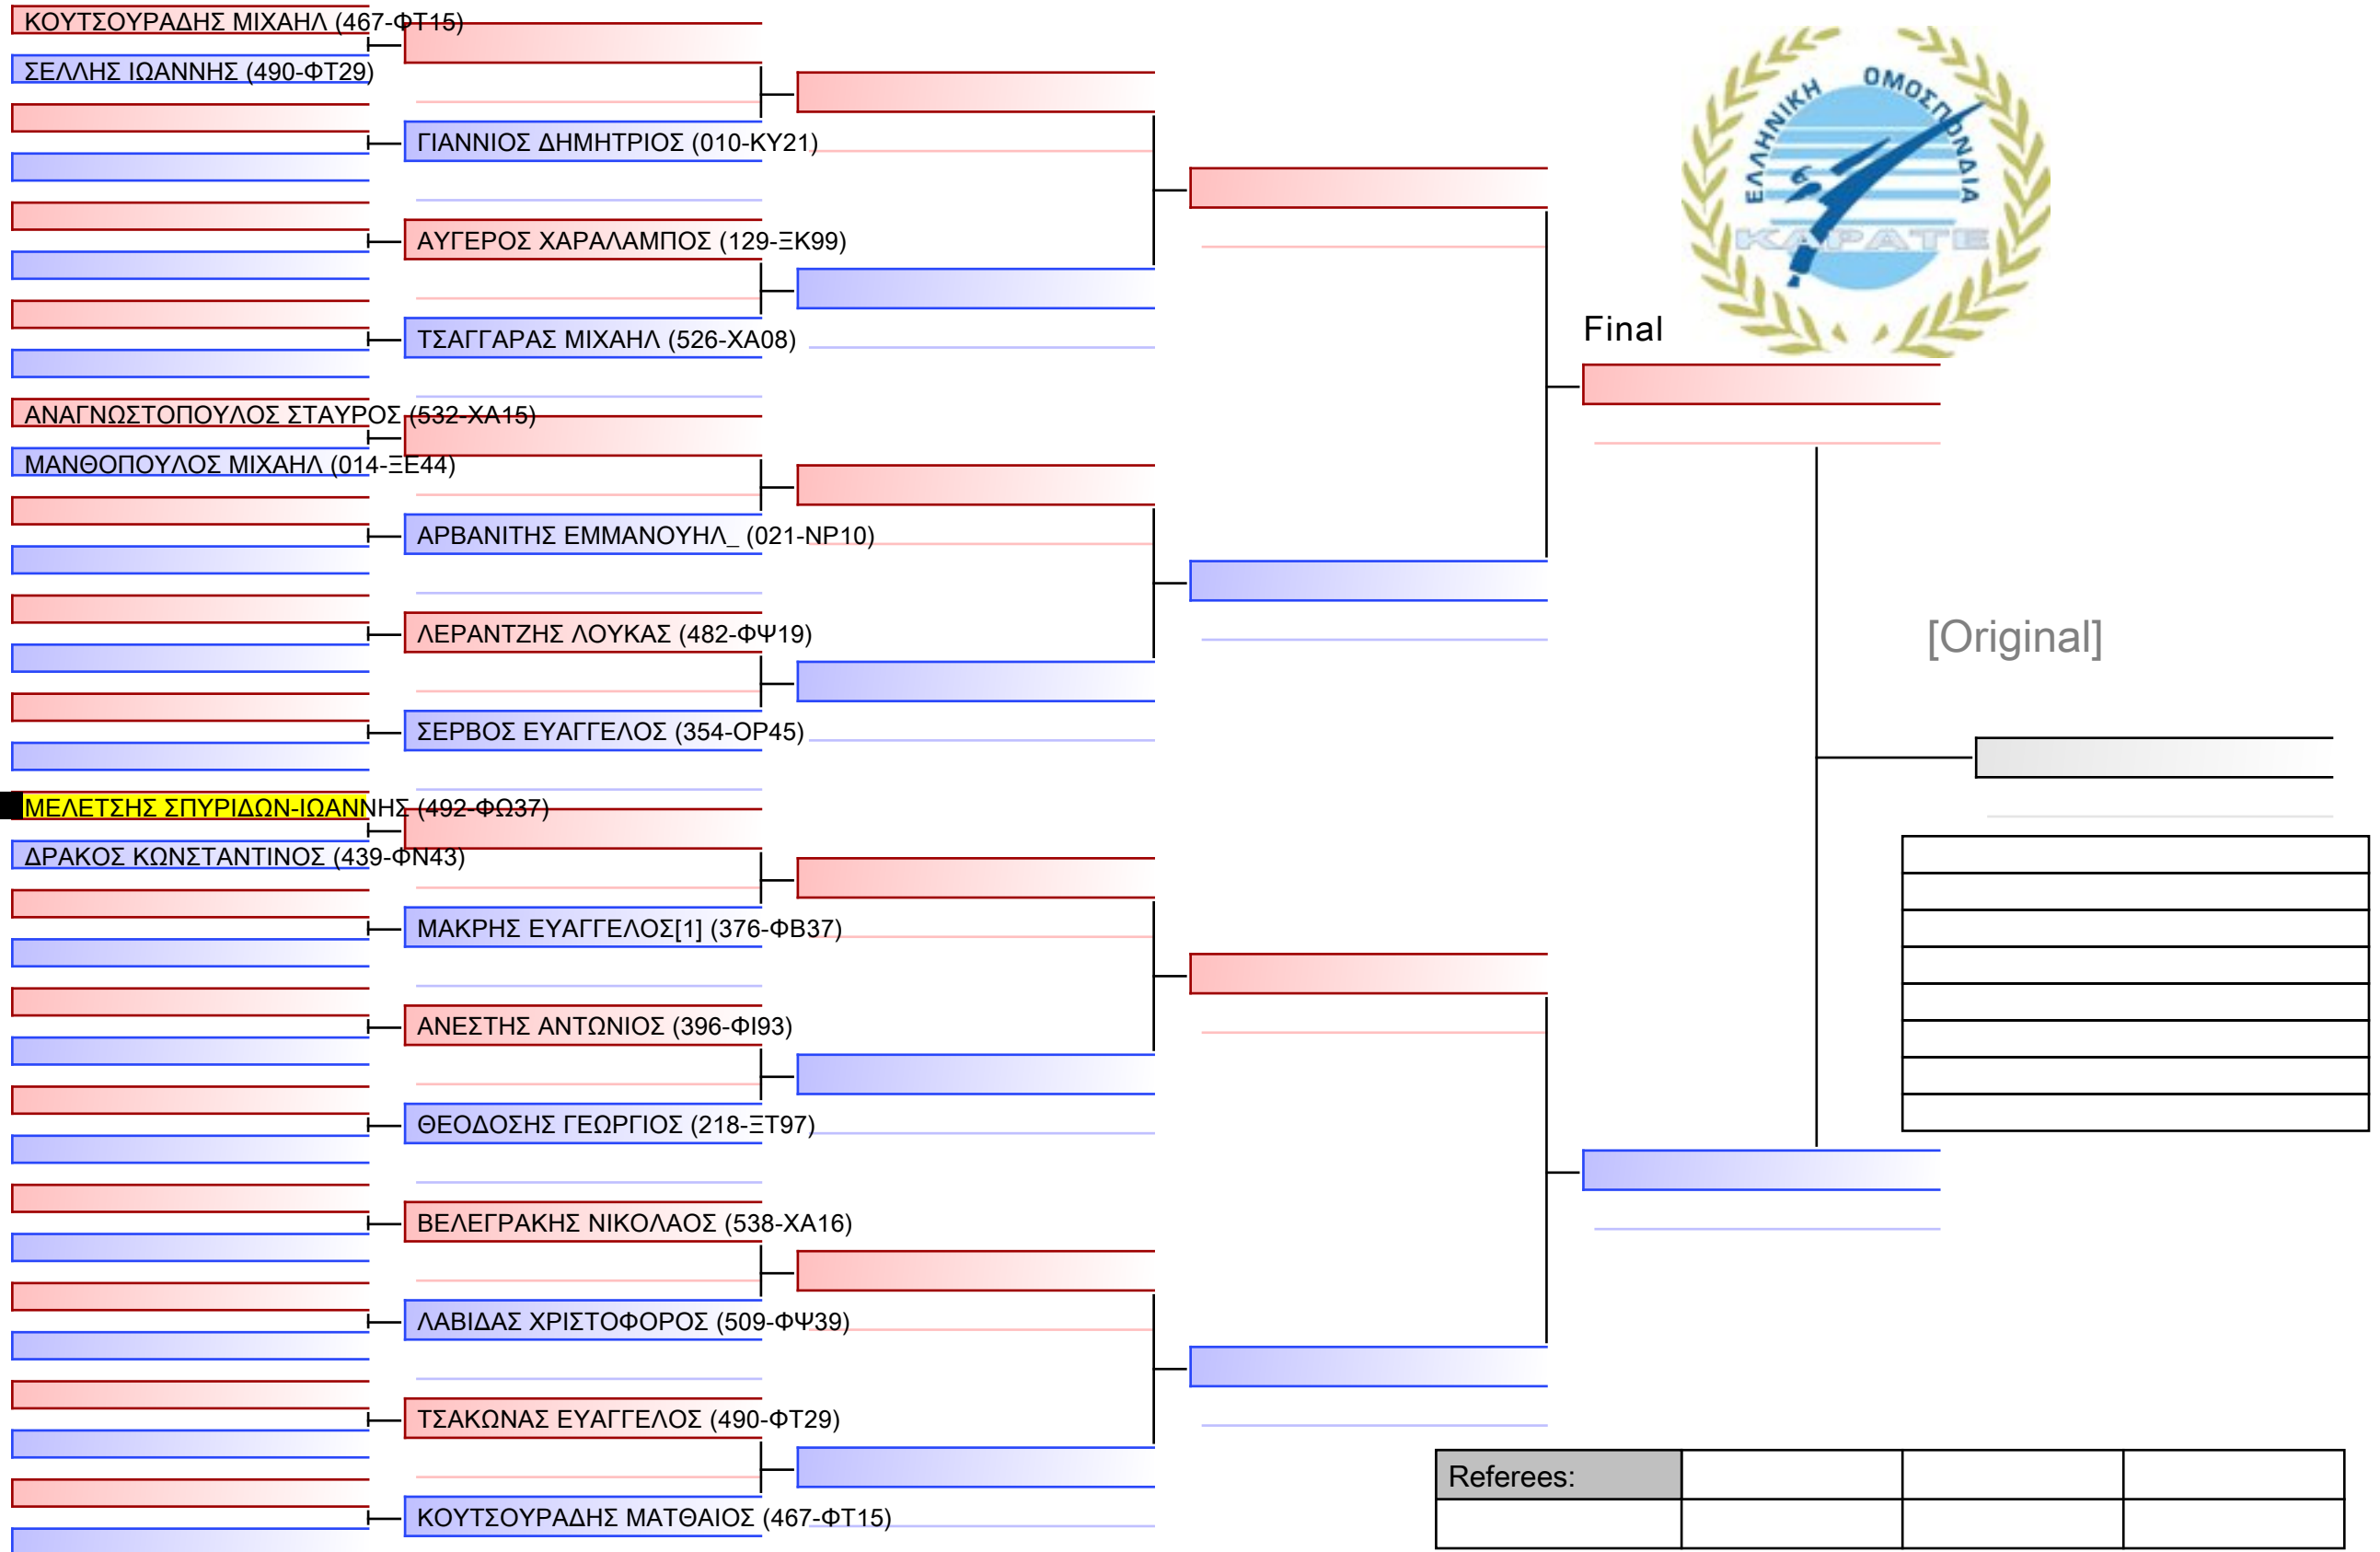 ΚΟΥΤΣΟΥΡΑΔΗΣ ΜΙΧΑΗΛ (467-ΦΤ15)
ΣΕΛΛΗΣ ΙΩΑΝΝΗΣ (490-ΦΤ29)
ΓΙΑΝΝΙΟΣ ΔΗΜΗΤΡΙΟΣ (010-ΚΥ21)
ΑΥΓΕΡΟΣ ΧΑΡΑΛΑΜΠΟΣ (129-ΞΚ99)
ΤΣΑΓΓΑΡΑΣ ΜΙΧΑΗΛ (526-ΧΑ08)
ΑΝΑΓΝΩΣΤΟΠΟΥΛΟΣ ΣΤΑΥΡΟΣ (532-ΧΑ15)
ΜΑΝΘΟΠΟΥΛΟΣ ΜΙΧΑΗΛ (014-ΞΕ44)
ΑΡΒΑΝΙΤΗΣ ΕΜΜΑΝΟΥΗΛ_ (021-ΝΡ10)
ΛΕΡΑΝΤΖΗΣ ΛΟΥΚΑΣ (482-ΦΨ19)
ΣΕΡΒΟΣ ΕΥΑΓΓΕΛΟΣ (354-ΟΡ45)
ΜΕΛΕΤΣΗΣ ΣΠΥΡΙΔΩΝ-ΙΩΑΝΝΗΣ (492-ΦΩ37)
ΔΡΑΚΟΣ ΚΩΝΣΤΑΝΤΙΝΟΣ (439-ΦΝ43)
ΜΑΚΡΗΣ ΕΥΑΓΓΕΛΟΣ[1] (376-ΦΒ37)
ΑΝΕΣΤΗΣ ΑΝΤΩΝΙΟΣ (396-ΦΙ93)
ΘΕΟΔΟΣΗΣ ΓΕΩΡΓΙΟΣ (218-ΞΤ97)
ΒΕΛΕΓΡΑΚΗΣ ΝΙΚΟΛΑΟΣ (538-ΧΑ16)
ΛΑΒΙΔΑΣ ΧΡΙΣΤΟΦΟΡΟΣ (509-ΦΨ39)
ΤΣΑΚΩΝΑΣ ΕΥΑΓΓΕΛΟΣ (490-ΦΤ29)
ΚΟΥΤΣΟΥΡΑΔΗΣ ΜΑΤΘΑΙΟΣ (467-ΦΤ15)
ΕΛΛΗΝΙΚΗ ΟΜΟΣΠΟΝΔΙΑ
ΚΑΡΑΤΕ
Final
[Original]
Referees: